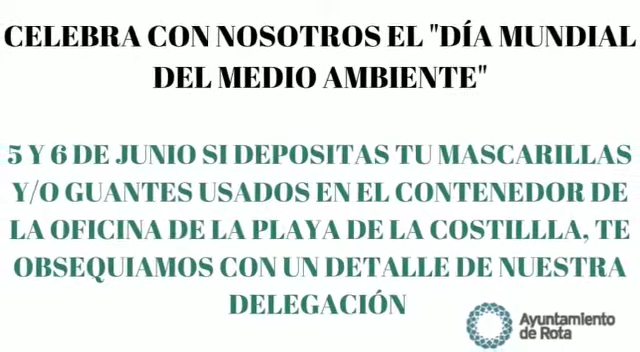 CELEBRA CON NOSOTROS EL "DÍA MUNDIAL
DEL MEDIO AMBIENTE"
5 Y 6 DE JUNIO SI DEPOSITAS TU MASCARILLAS
Y/O GUANTES USADOS EN EL CONTENEDOR DE
LA OFICINA DE LA PLAYA DE LA COSTILLLA, TE
OBSEQUIAMOS CON UN DETALLE DE NUESTRA
DELEGACIÓN
Ayuntamiento
de Rota